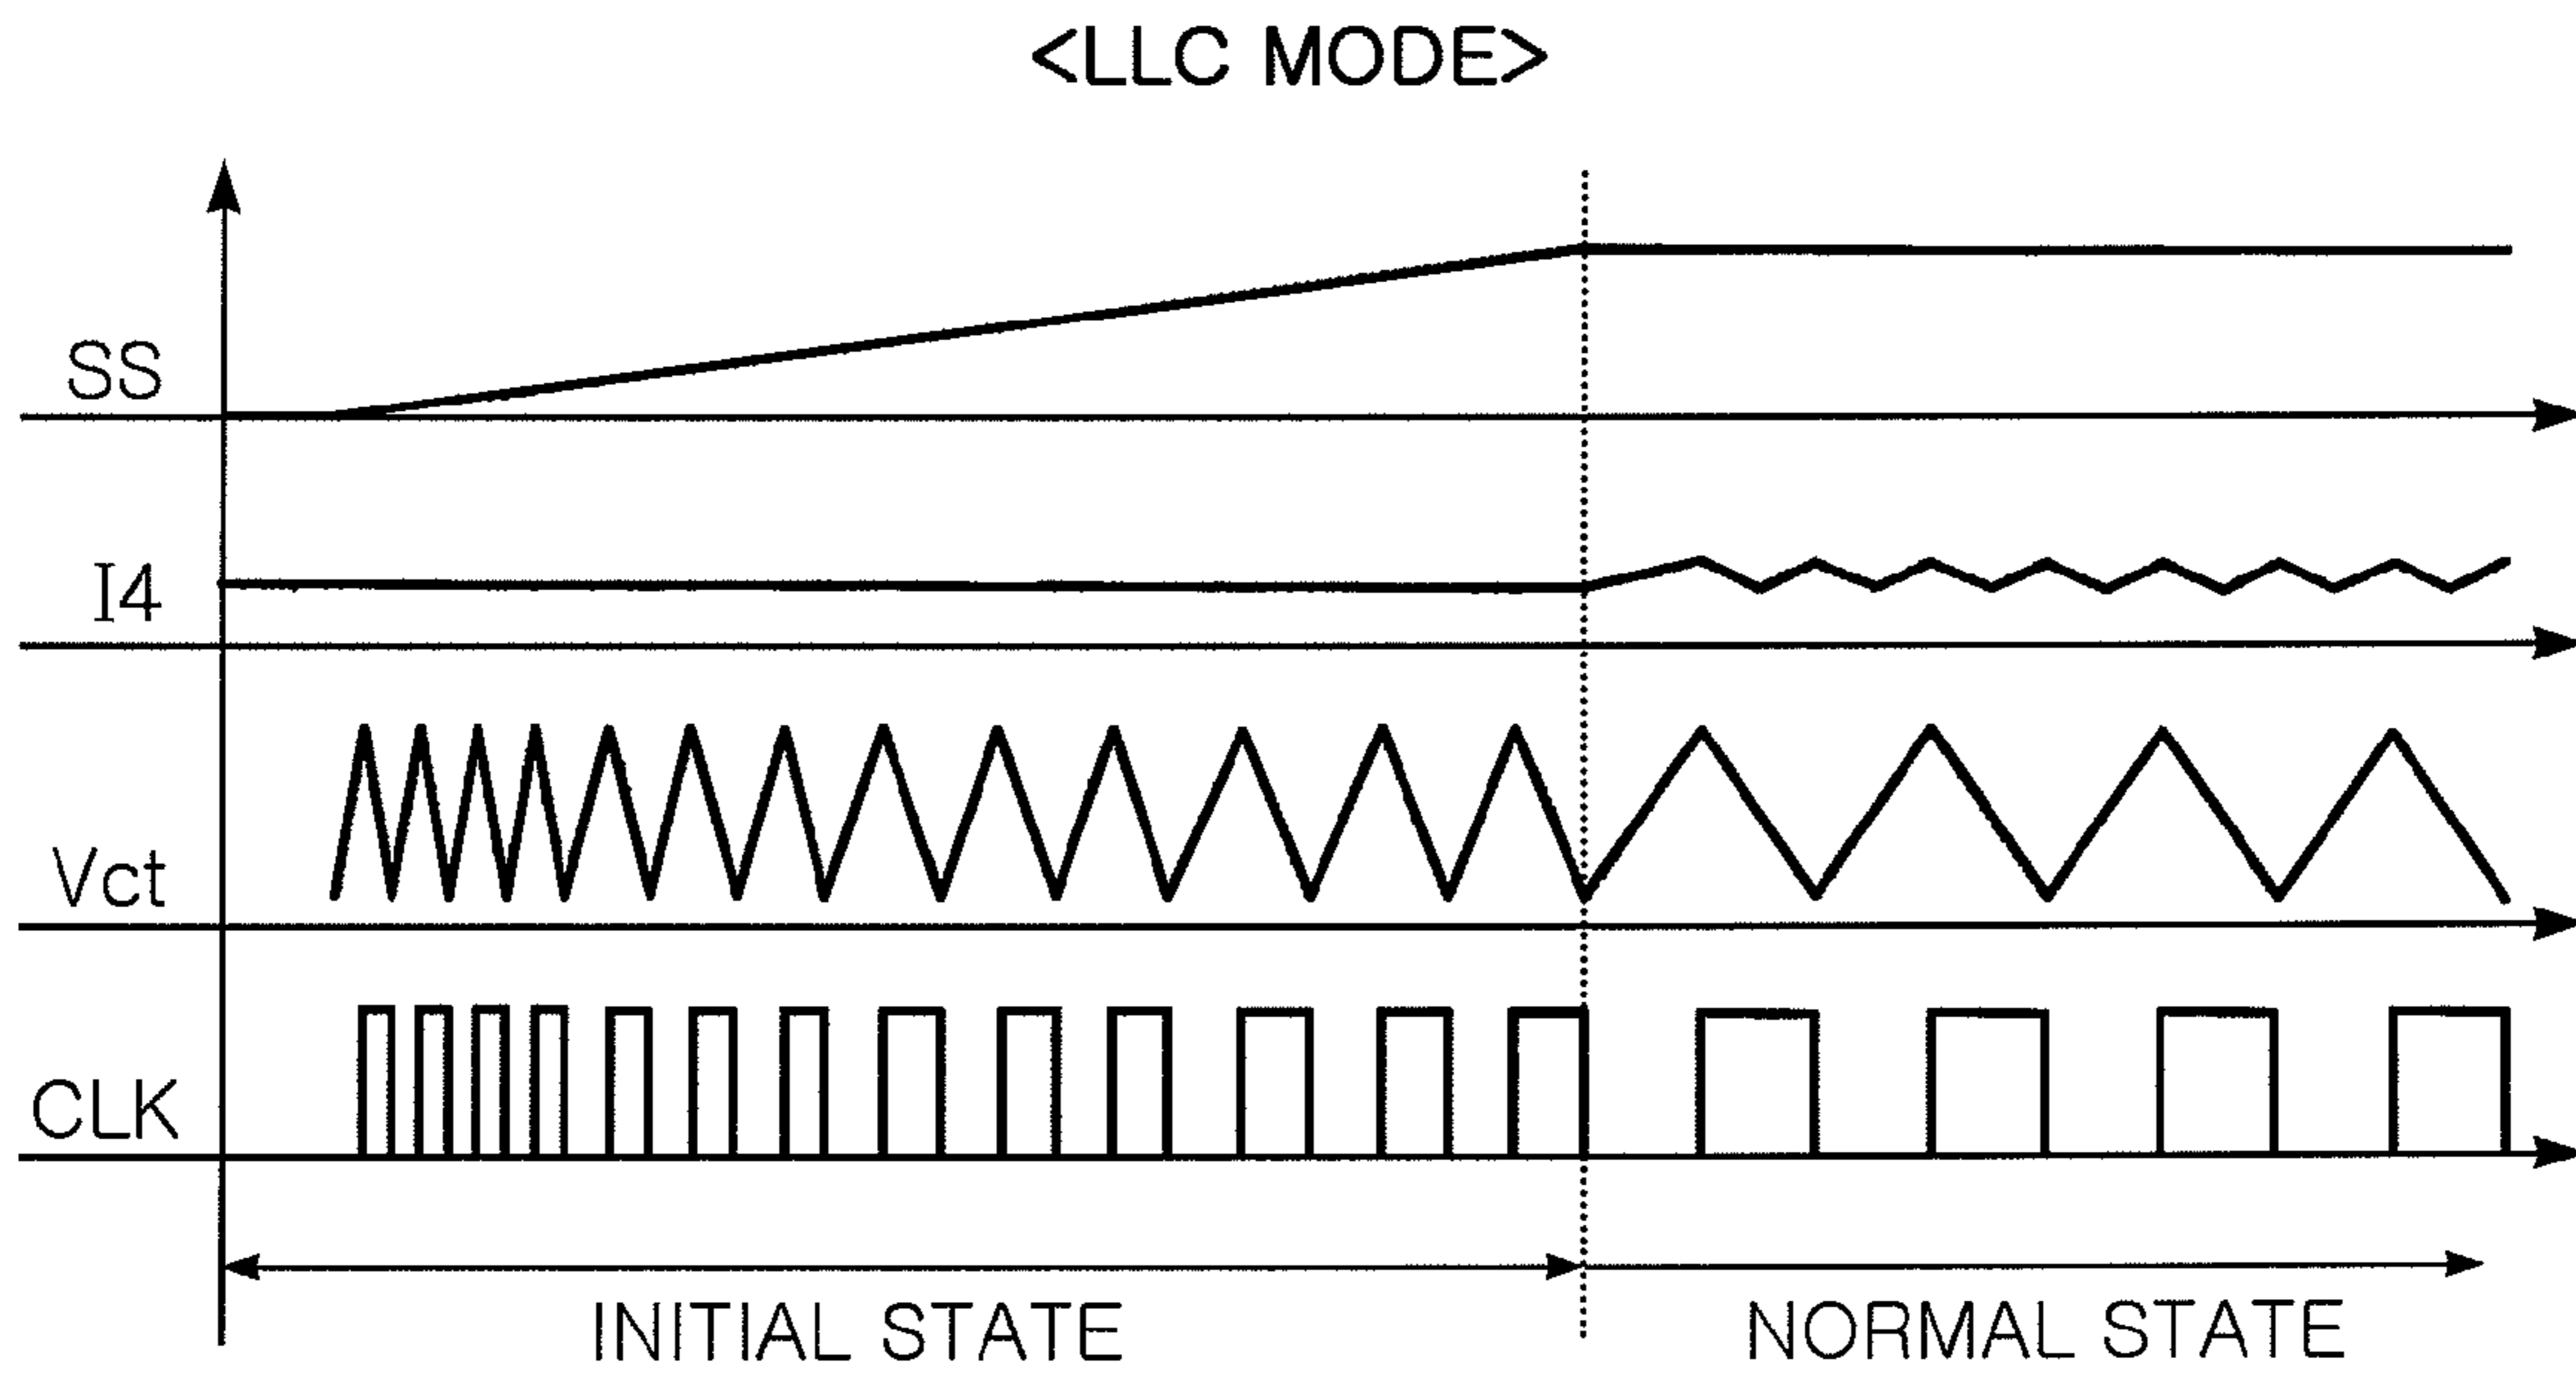 <LLC MODE>
SS
I4
Vct
CLK
INITIAL STATE
NORMAL STATE